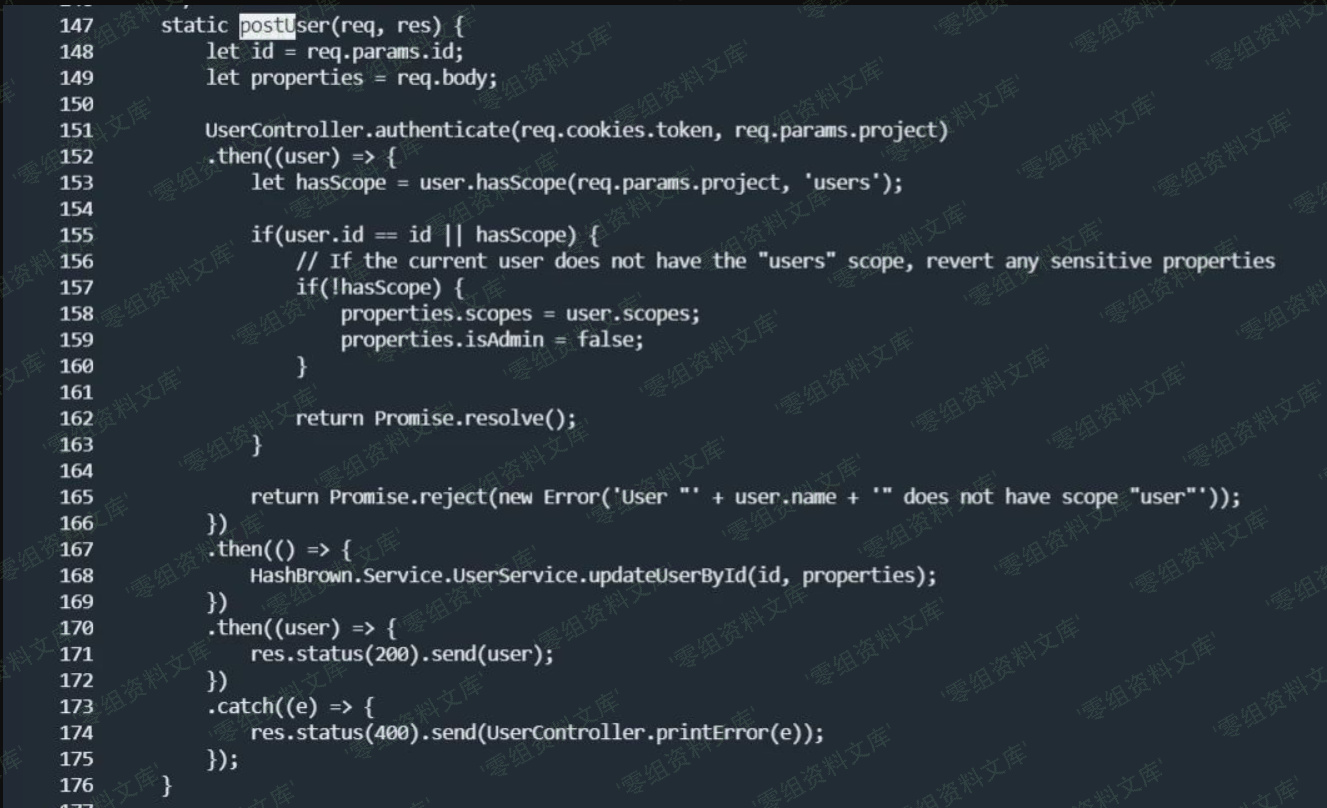 147 static postUser(req, res) {
148 let id = req.params.id;
149 let properties = req.body;
150
151 UserController.authenticate(req.cookies.token, req.params.project)
152 .then((user) => {
153 let hasScope = user.hasScope(req.params.project, 'users');
154
155 if(user.id == id || hasScope) {
156 // If the current user does not have the "users" scope, revert any sensitive properties
157 if(!hasScope) {
158 properties.scopes = user.scopes;
159 properties.isAdmin = false;
160 }
161
162 return Promise.resolve();
163 }
164
165 return Promise.reject(new Error('User "' + user.name + '" does not have scope "user"'));
166 })
167 .then(() => {
168 HashBrown.Service.UserService.updateUserById(id, properties);
169 })
170 .then((user) => {
171 res.status(200).send(user);
172 })
173 .catch((e) => {
174 res.status(400).send(UserController.printError(e));
175 });
176 }
'零组资料文库'